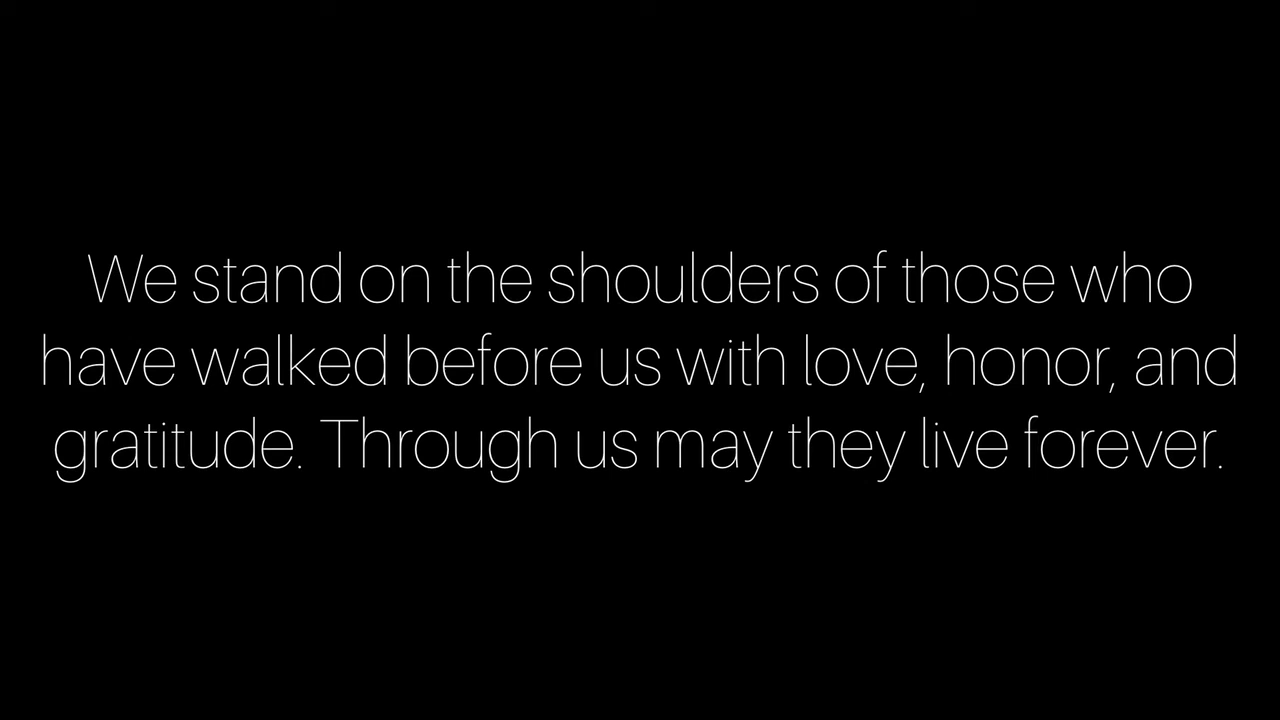 We stand on the shoulders of those who
have walked before us with love, honor, and
gratitude. Through us may they live forever.